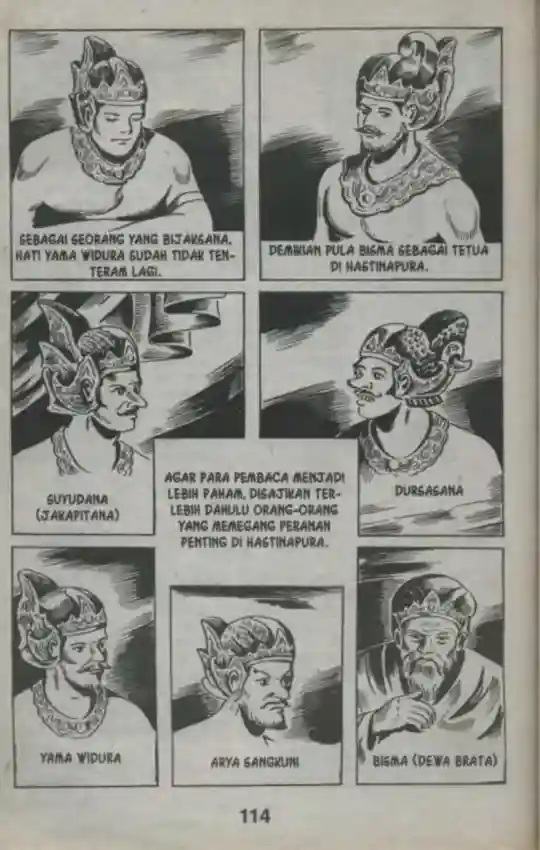 SEBAGAI SEORANG YANG BIJAKSANA,
HATI YAMA WIDURA SUDAH TIDAK TEN-
TERAM LAGI.
DEMIKIAN PULA BISMA SEBAGAI TETUA
DI HASTINAPURA.
SUYUDANA
(JAKAPITANA)
AGAR PARA PEMBACA MENJADI
LEBIH PAHAM, DISAJIKAN TER-
LEBIH DAHULU ORANG-ORANG
YANG MEMEGANG PERANAN
PENTING DI HASTINAPURA.
DURSASANA
YAMA WIDURA
ARYA SANGKUNI
BISMA (DEWA BRATA)
114